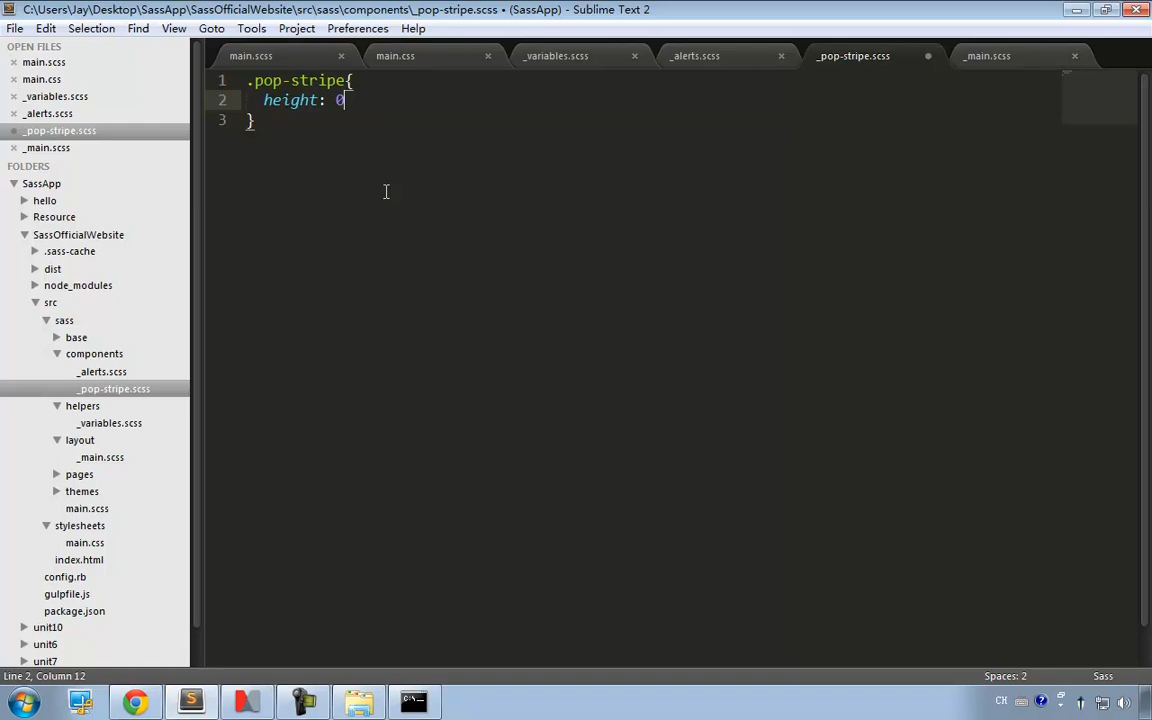 C:\Users\Jay\Desktop\SassApp\SassOfficialWebsite\src\sass\components\_pop-stripe.scss • (SassApp) - Sublime Text 2
File Edit Selection Find View Goto Tools Project Preferences Help
OPEN FILES
main.scss
main.css
_variables.scss
_alerts.scss
_pop-stripe.scss
_main.scss
FOLDERS
SassApp
hello
Resource
SassOfficialWebsite
.sass-cache
dist
node_modules
src
sass
base
components
_alerts.scss
_pop-stripe.scss
helpers
_variables.scss
layout
_main.scss
pages
themes
main.scss
stylesheets
main.css
index.html
config.rb
gulpfile.js
package.json
unit10
unit6
unit7
main.scss main.css _variables.scss _alerts.scss _pop-stripe.scss _main.scss
1 .pop-stripe{
2 height: 0
3 }
Line 2, Column 12 Spaces: 2 Sass
CH